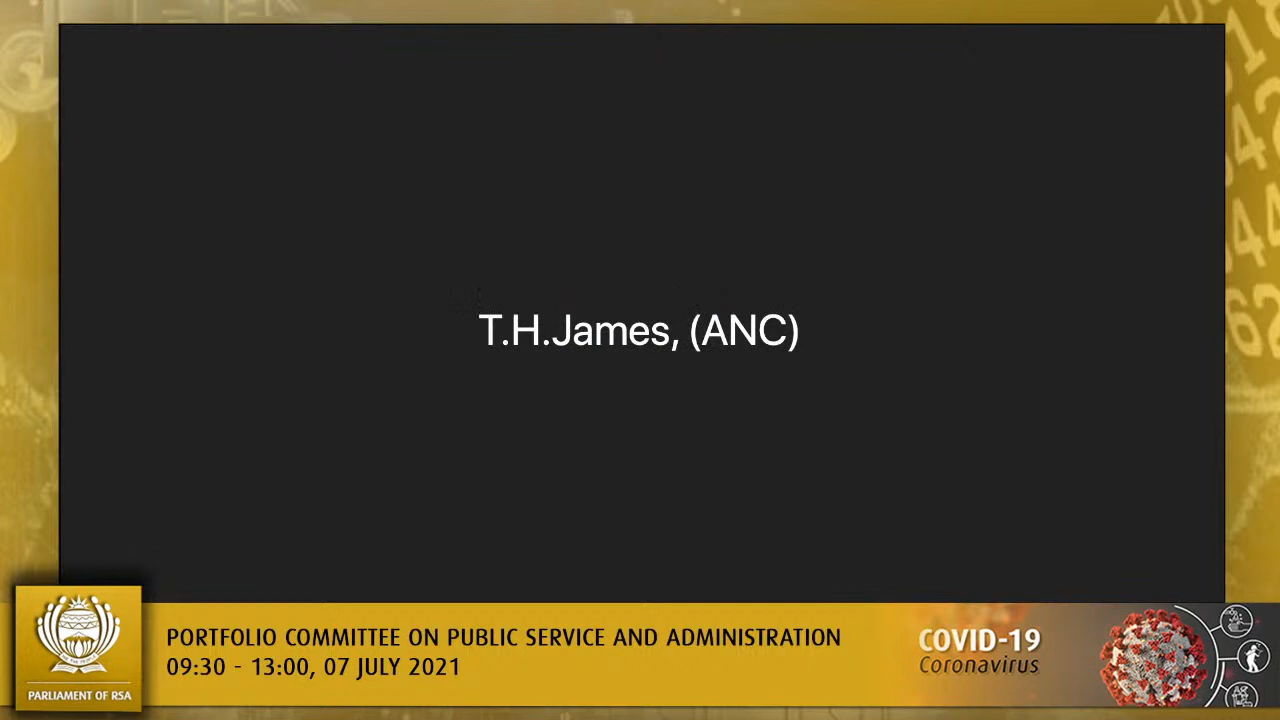 T.H.James, (ANC)
PORTFOLIO COMMITTEE ON PUBLIC SERVICE AND ADMINISTRATION
09:30 - 13:00, 07 JULY 2021
PARLIAMENT OF RSA
COVID-19
Coronavirus